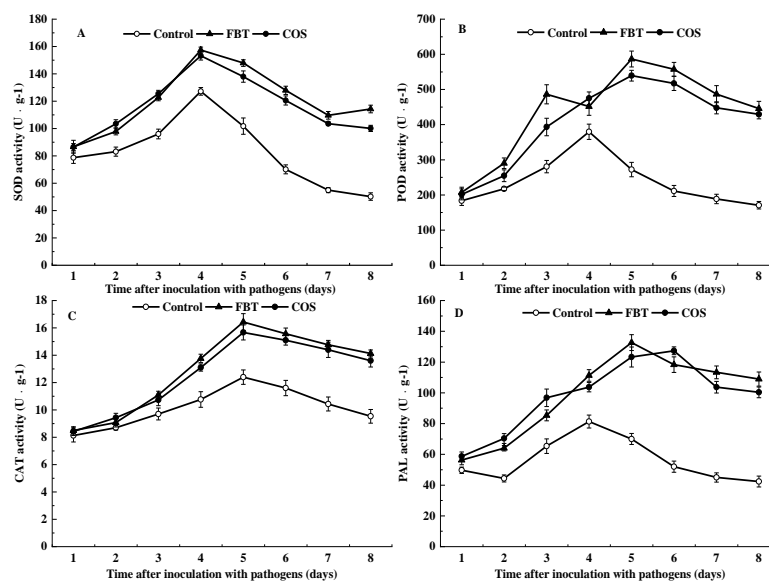 A
Control FBT COS
SOD activity (U · g-1)
180
160
140
120
100
80
60
40
20
0
1 2 3 4 5 6 7 8
Time after inoculation with pathogens (days)
B
Control FBT COS
POD activity (U · g-1)
700
600
500
400
300
200
100
0
1 2 3 4 5 6 7 8
Time after inoculation with pathogens (days)
C
Control FBT COS
CAT activity (U · g-1)
18
16
14
12
10
8
6
4
2
0
1 2 3 4 5 6 7 8
Time after inoculation with pathogens (days)
D
Control FBT COS
PAL activity (U · g-1)
160
140
120
100
80
60
40
20
0
1 2 3 4 5 6 7 8
Time after inoculation with pathogens (days)